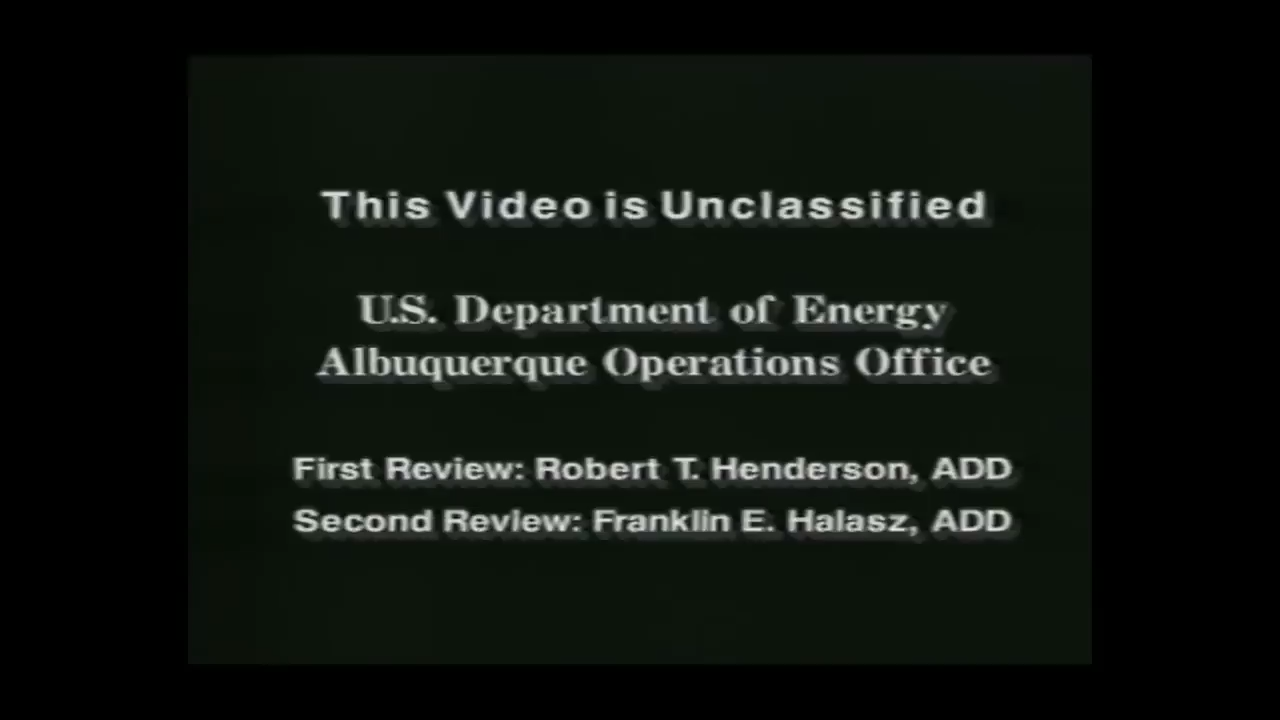 This Video is Unclassified
U.S. Department of Energy
Albuquerque Operations Office
First Review: Robert T. Henderson, ADD
Second Review: Franklin E. Halasz, ADD